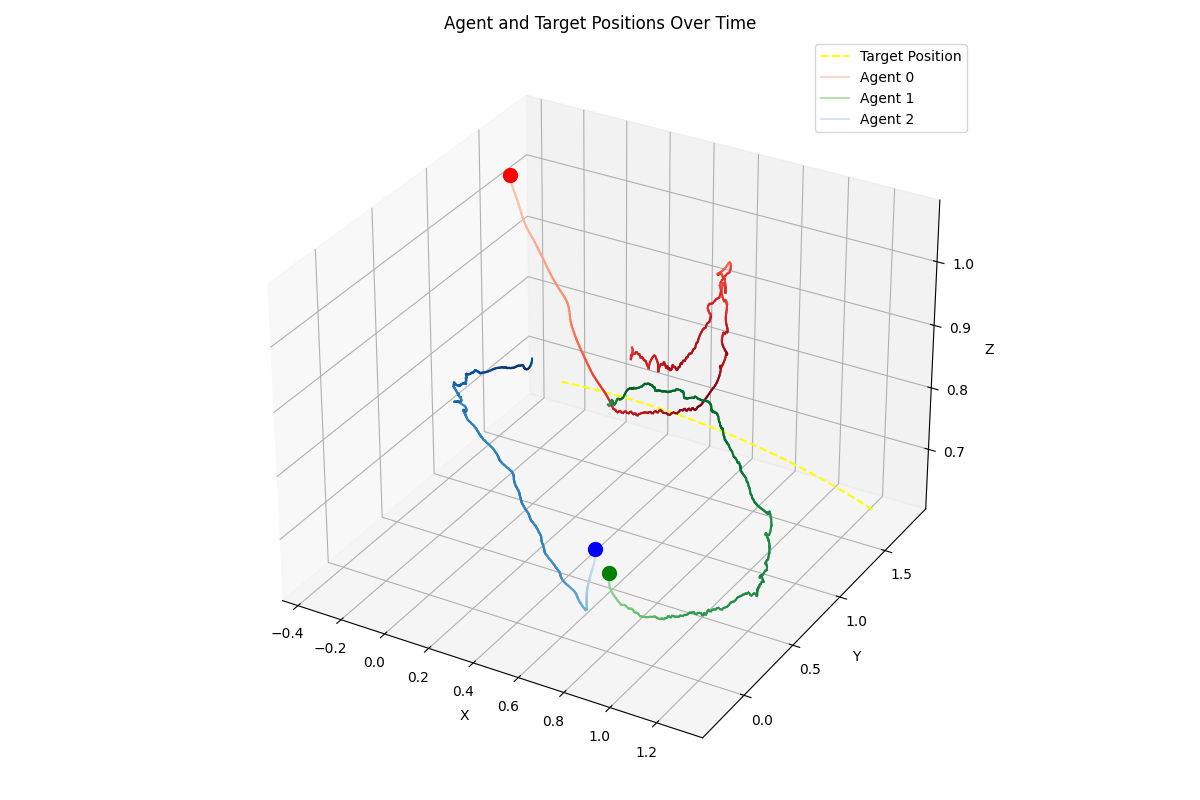 Agent and Target Positions Over Time
Target Position
Agent 0
Agent 1
Agent 2
1.0
0.9
Z
0.8
0.7
1.5
1.0
Y
0.5
0.0
−0.4
−0.2
0.0
0.2
0.4
X
0.6
0.8
1.0
1.2